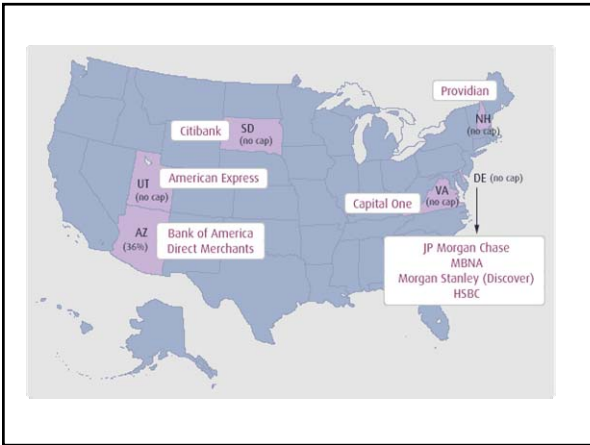 Providian
NH
(no cap)
Citibank
SD
(no cap)
UT
(no cap)
American Express
DE (no cap)
Capital One
VA
(no cap)
AZ
(36%)
Bank of America
Direct Merchants
JP Morgan Chase
MBNA
Morgan Stanley (Discover)
HSBC